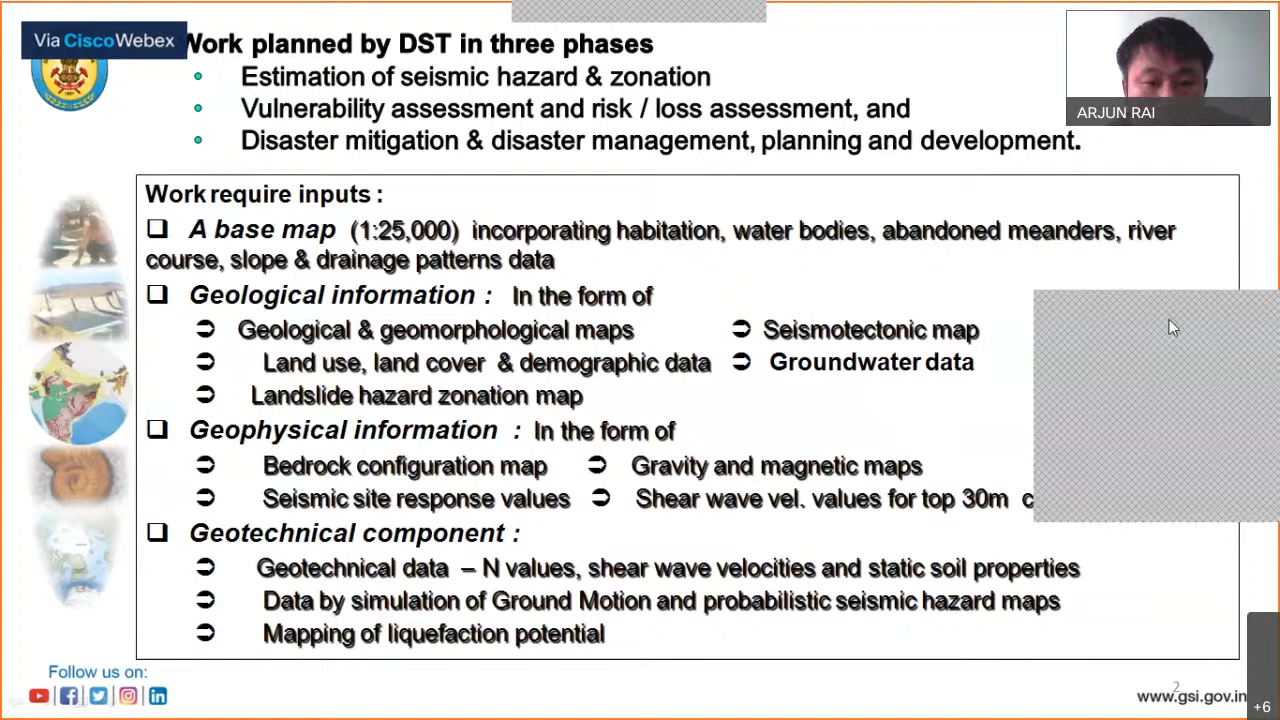 Via Cisco Webex
Work planned by DST in three phases
Estimation of seismic hazard & zonation
Vulnerability assessment and risk / loss assessment, and
Disaster mitigation & disaster management, planning and development.
ARJUN RAI
Work require inputs :
A base map (1:25,000) incorporating habitation, water bodies, abandoned meanders, river
course, slope & drainage patterns data
Geological information : In the form of
Geological & geomorphological maps Seismotectonic map
Land use, land cover & demographic data Groundwater data
Landslide hazard zonation map
Geophysical information : In the form of
Bedrock configuration map Gravity and magnetic maps
Seismic site response values Shear wave vel. values for top 30m
Geotechnical component :
Geotechnical data – N values, shear wave velocities and static soil properties
Data by simulation of Ground Motion and probabilistic seismic hazard maps
Mapping of liquefaction potential
Follow us on:
2
www.gsi.gov.in
+6